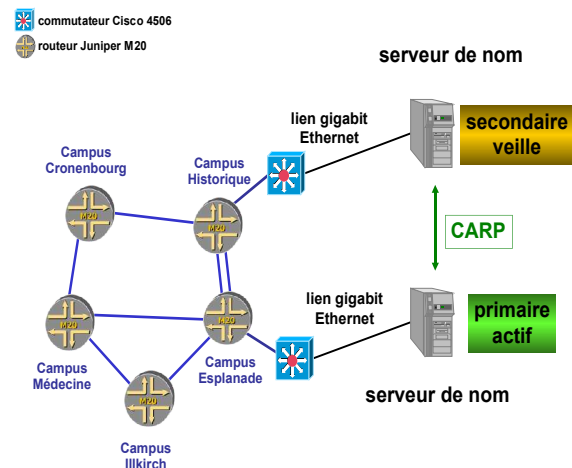 commutateur Cisco 4506
routeur Juniper M20
serveur de nom
lien gigabit
Ethernet
secondaire
veille
Campus
Cronenbourg
Campus
Historique
M20
M20
CARP
lien gigabit
Ethernet
primaire
actif
M20
M20
Campus
Médecine
Campus
Esplanade
serveur de nom
M20
Campus
Illkirch